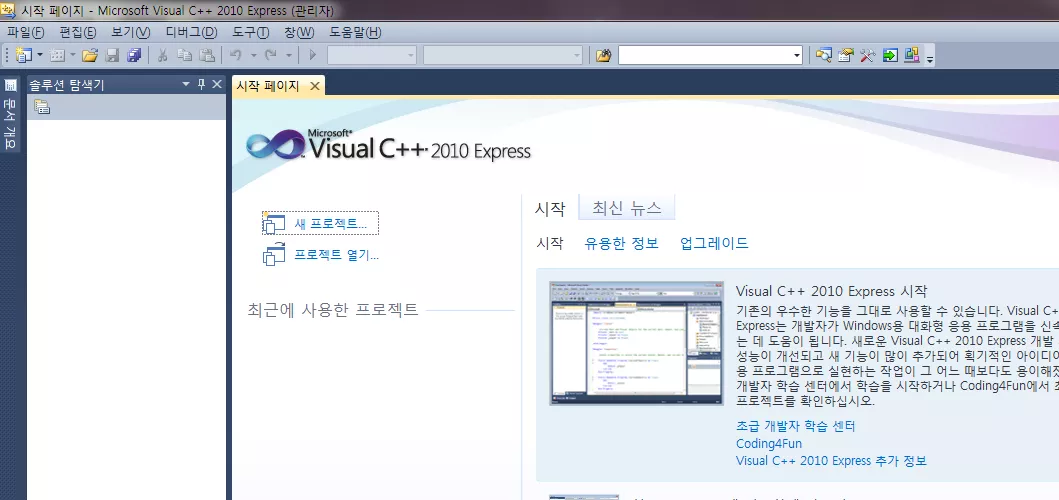 시작 페이지 - Microsoft Visual C++ 2010 Express (관리자)
파일(F) 편집(E) 보기(V) 디버그(D) 도구(T) 창(W) 도움말(H)
문서 개요
솔루션 탐색기
시작 페이지
Microsoft®
Visual C++ 2010 Express
새 프로젝트...
프로젝트 열기...
최근에 사용한 프로젝트
시작 최신 뉴스
시작 유용한 정보 업그레이드
Visual C++ 2010 Express 시작
기존의 우수한 기능을 그대로 사용할 수 있습니다. Visual C+
Express는 개발자가 Windows용 대화형 응용 프로그램을 신속
는 데 도움이 됩니다. 새로운 Visual C++ 2010 Express 개발
성능이 개선되고 새 기능이 많이 추가되어 획기적인 아이디어
용 프로그램으로 실현하는 작업이 그 어느 때보다도 용이해졌
개발자 학습 센터에서 학습을 시작하거나 Coding4Fun에서
프로젝트를 확인하십시오.
초급 개발자 학습 센터
Coding4Fun
Visual C++ 2010 Express 추가 정보